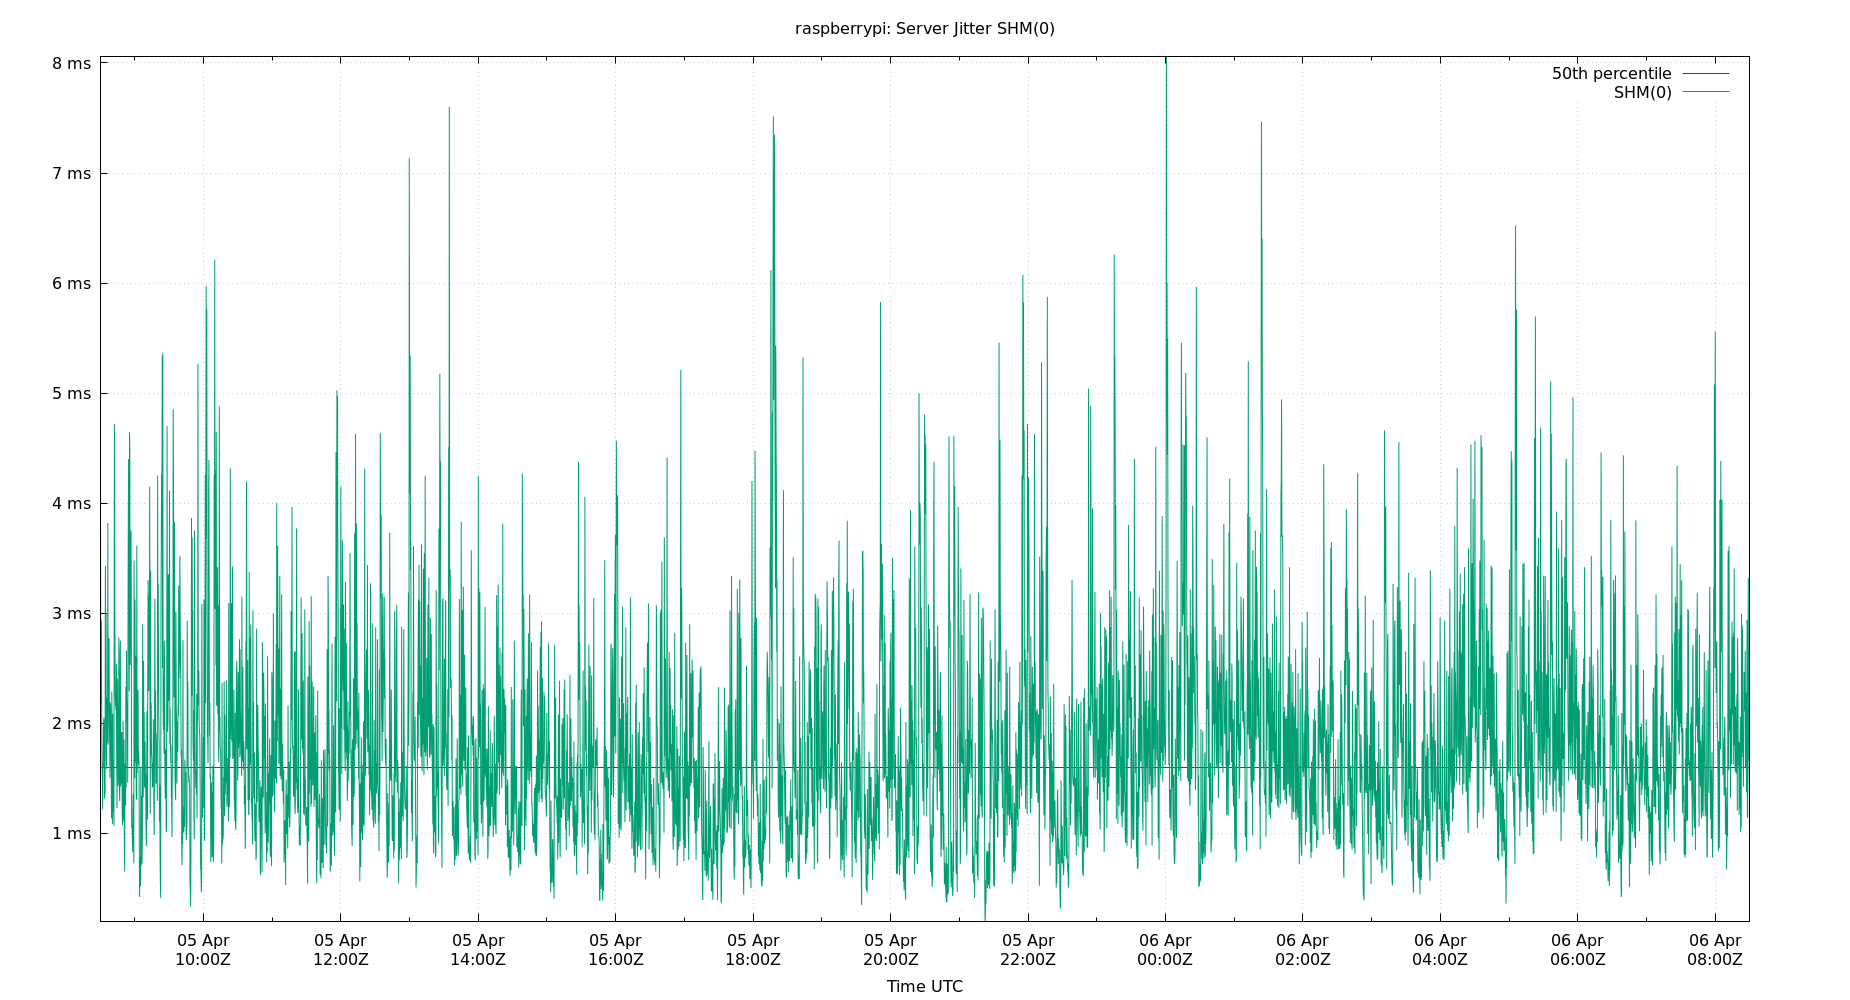 raspberrypi: Server Jitter SHM(0)
8 ms
7 ms
6 ms
5 ms
4 ms
3 ms
2 ms
1 ms
50th percentile
SHM(0)
05 Apr 05 Apr 05 Apr 05 Apr 05 Apr 05 Apr 05 Apr 06 Apr 06 Apr 06 Apr 06 Apr 06 Apr
10:00Z 12:00Z 14:00Z 16:00Z 18:00Z 20:00Z 22:00Z 00:00Z 02:00Z 04:00Z 06:00Z 08:00Z
Time UTC